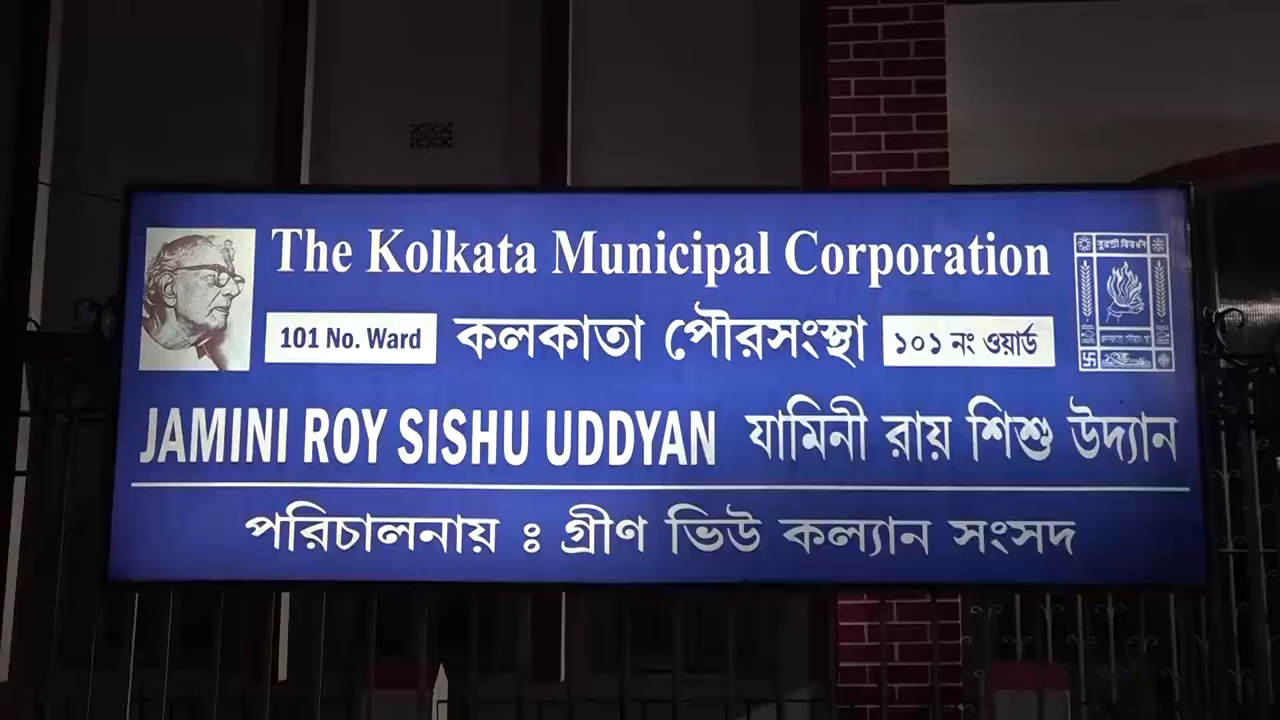 The Kolkata Municipal Corporation
101 No. Ward কলকাতা পৌরসংস্থা ১০১ নং ওয়ার্ড
JAMINI ROY SISHU UDDYAN যামিনী রায় শিশু উদ্যান
পরিচালনায় ঃ গ্রীণ ভিউ কল্যান সংসদ